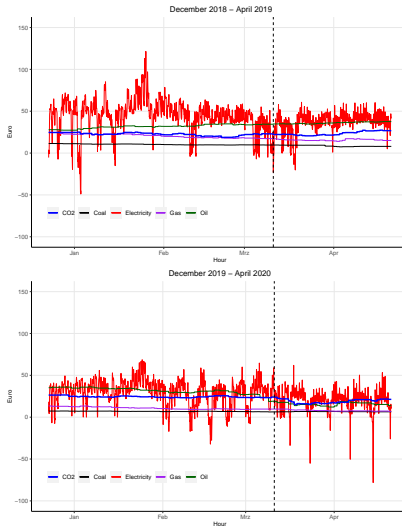 December 2018 – April 2019
150
100
50
0
−50
−100
Euro
CO2 Coal Electricity Gas Oil
Jan Feb Mrz Apr
Hour
December 2019 – April 2020
150
100
50
0
−50
−100
Euro
CO2 Coal Electricity Gas Oil
Jan Feb Mrz Apr
Hour